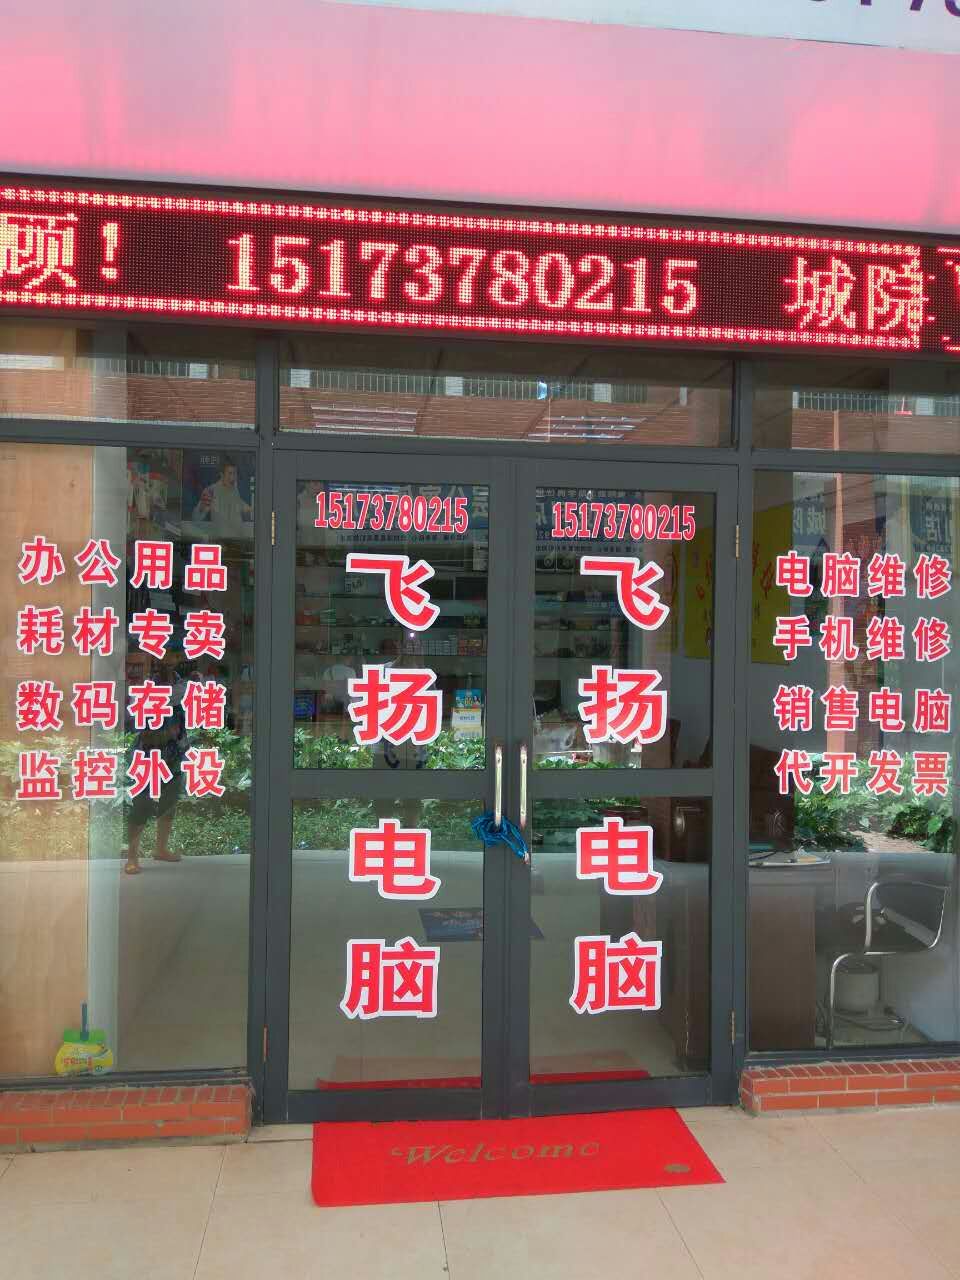 顾！ 15173780215 城院
15173780215
飞扬电脑
15173780215
飞扬电脑
办公用品
耗材专卖
数码存储
监控外设
电脑维修
手机维修
销售电脑
代开发票
Welcome